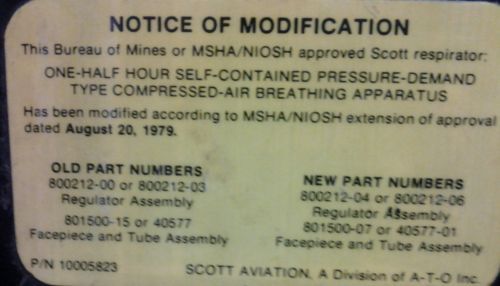 NOTICE OF MODIFICATION
This Bureau of Mines or MSHA/NIOSH approved Scott respirator:
ONE-HALF HOUR SELF-CONTAINED PRESSURE-DEMAND
TYPE COMPRESSED-AIR BREATHING APPARATUS
Has been modified according to MSHA/NIOSH extension of approval
dated August 20, 1979.
OLD PART NUMBERS
800212-00 or 800212-03
Regulator Assembly
801500-15 or 40577
Facepiece and Tube Assembly
NEW PART NUMBERS
800212-04 or 800212-06
Regulator Assembly
801500-07 or 40577-01
Facepiece and Tube Assembly
P/N 10005823
SCOTT AVIATION, A Division of A-T-O Inc.